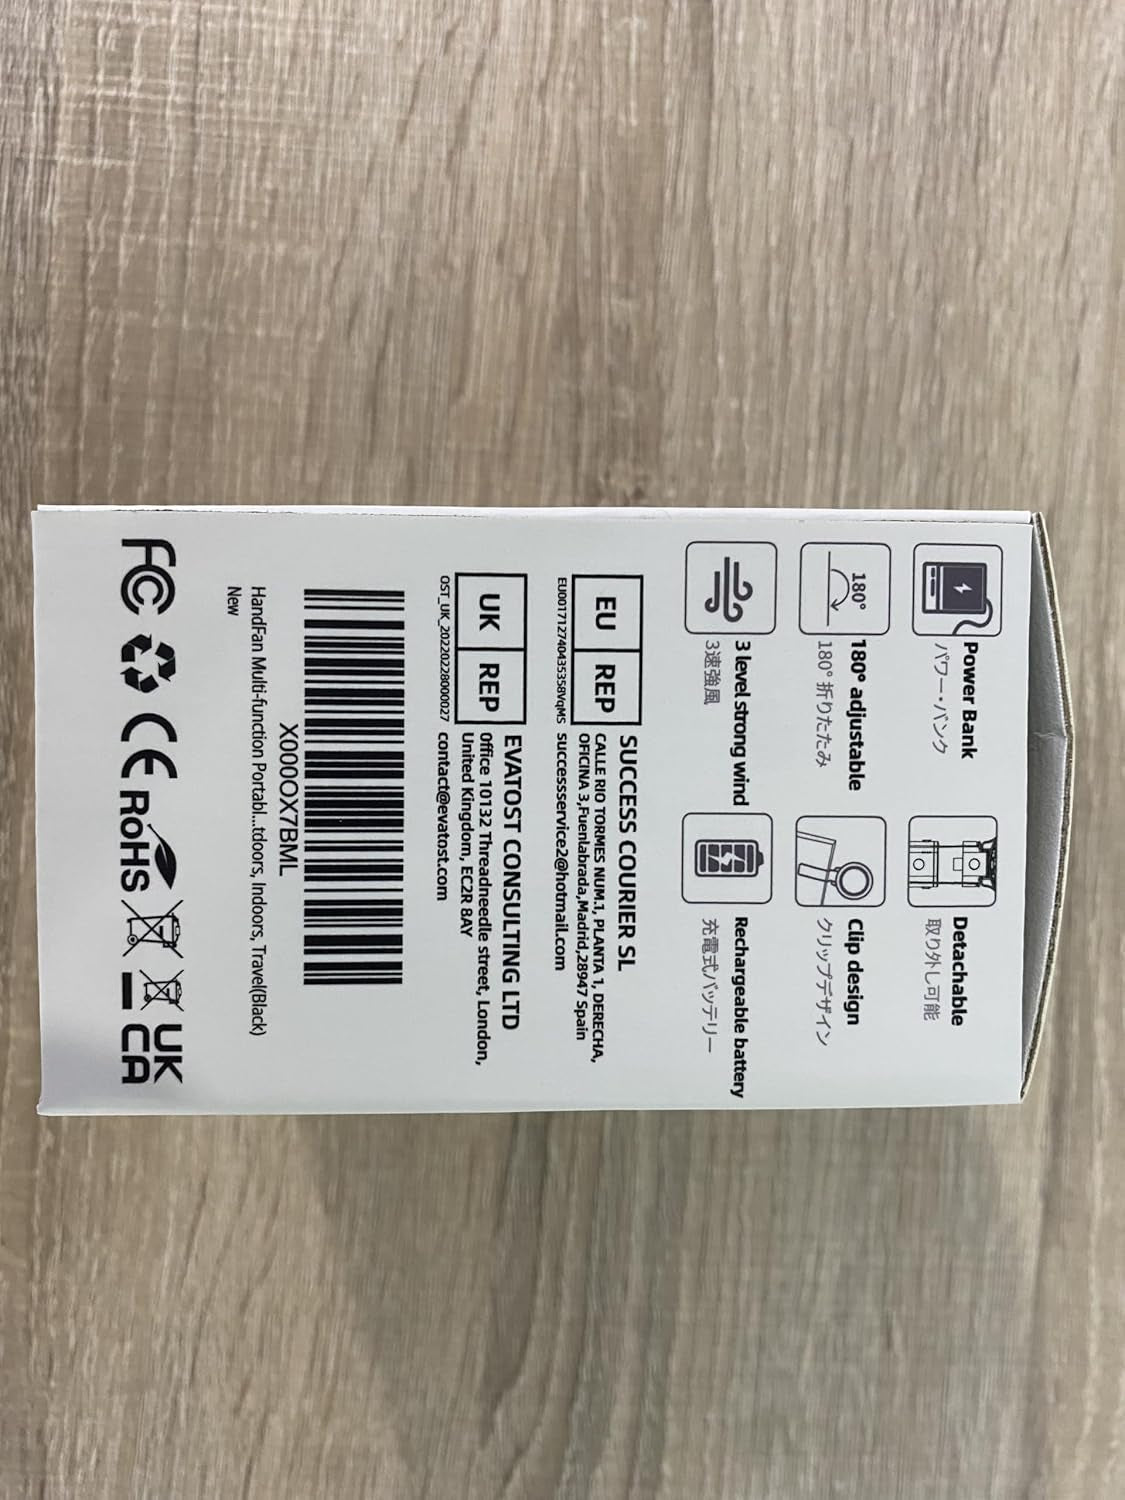 Power Bank
パワー・バンク
Detachable
取り外し可能
180°
180° adjustable
180° 折りたたみ
Clip design
クリップデザイン
3 level strong wind
3速強風
Rechargeable battery
充電式バッテリー
EU REP
SUCCESS COURIER SL
CALLE RIO TORMES NUM.1, PLANTA 1, DERECHA,
OFICINA 3,Fuenlabrada,Madrid,28947 Spain
EU001712740435358VqMS successservice2@hotmail.com
UK REP
EVATOST CONSULTING LTD
Office 10132 Threadneedle street, London,
United Kingdom, EC2R 8AY
OST_UK_20220228000027 contact@evatost.com
X000OX7BML
HandFan Multi-function Portabl...tdoors, Indoors, Travel(Black)
New
FC CE RoHS UK
CA